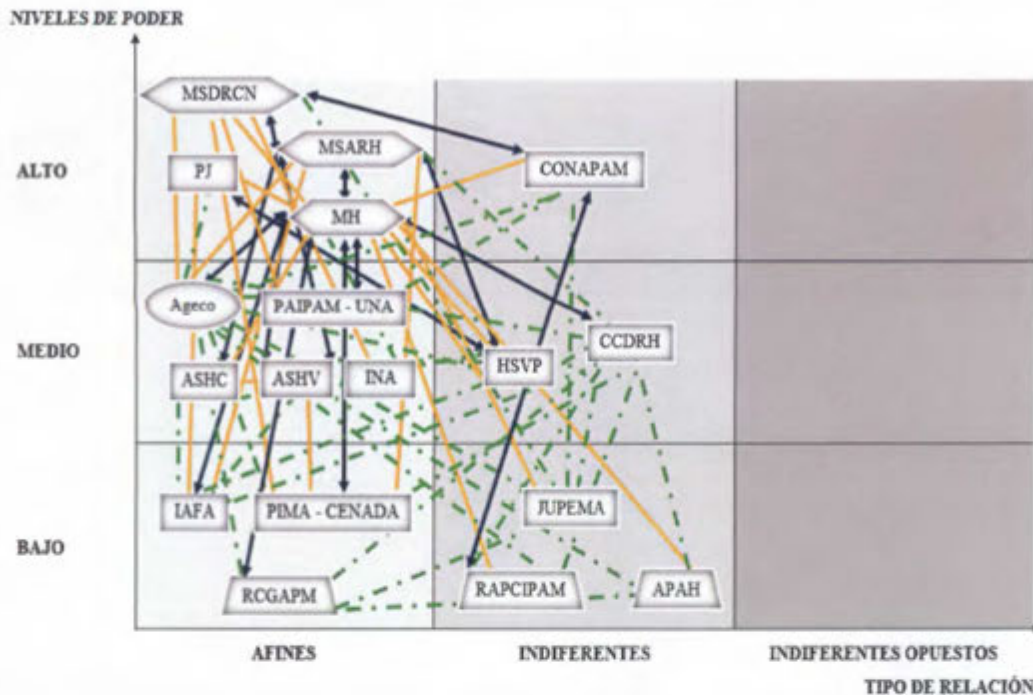 NIVELES DE PODER
MSDRCN
MSARH
ALTO
PJ
CONAPAM
MH
Ageco
PAIPAM - UNA
CCDRH
MEDIO
HSVP
ASHC
ASHV
INA
JUPEMA
IAFA
PIMA - CENADA
BAJO
RCGAPM
RAPCIPAM
APAH
AFINES
INDIFERENTES
INDIFERENTES OPUESTOS
TIPO DE RELACIÓN